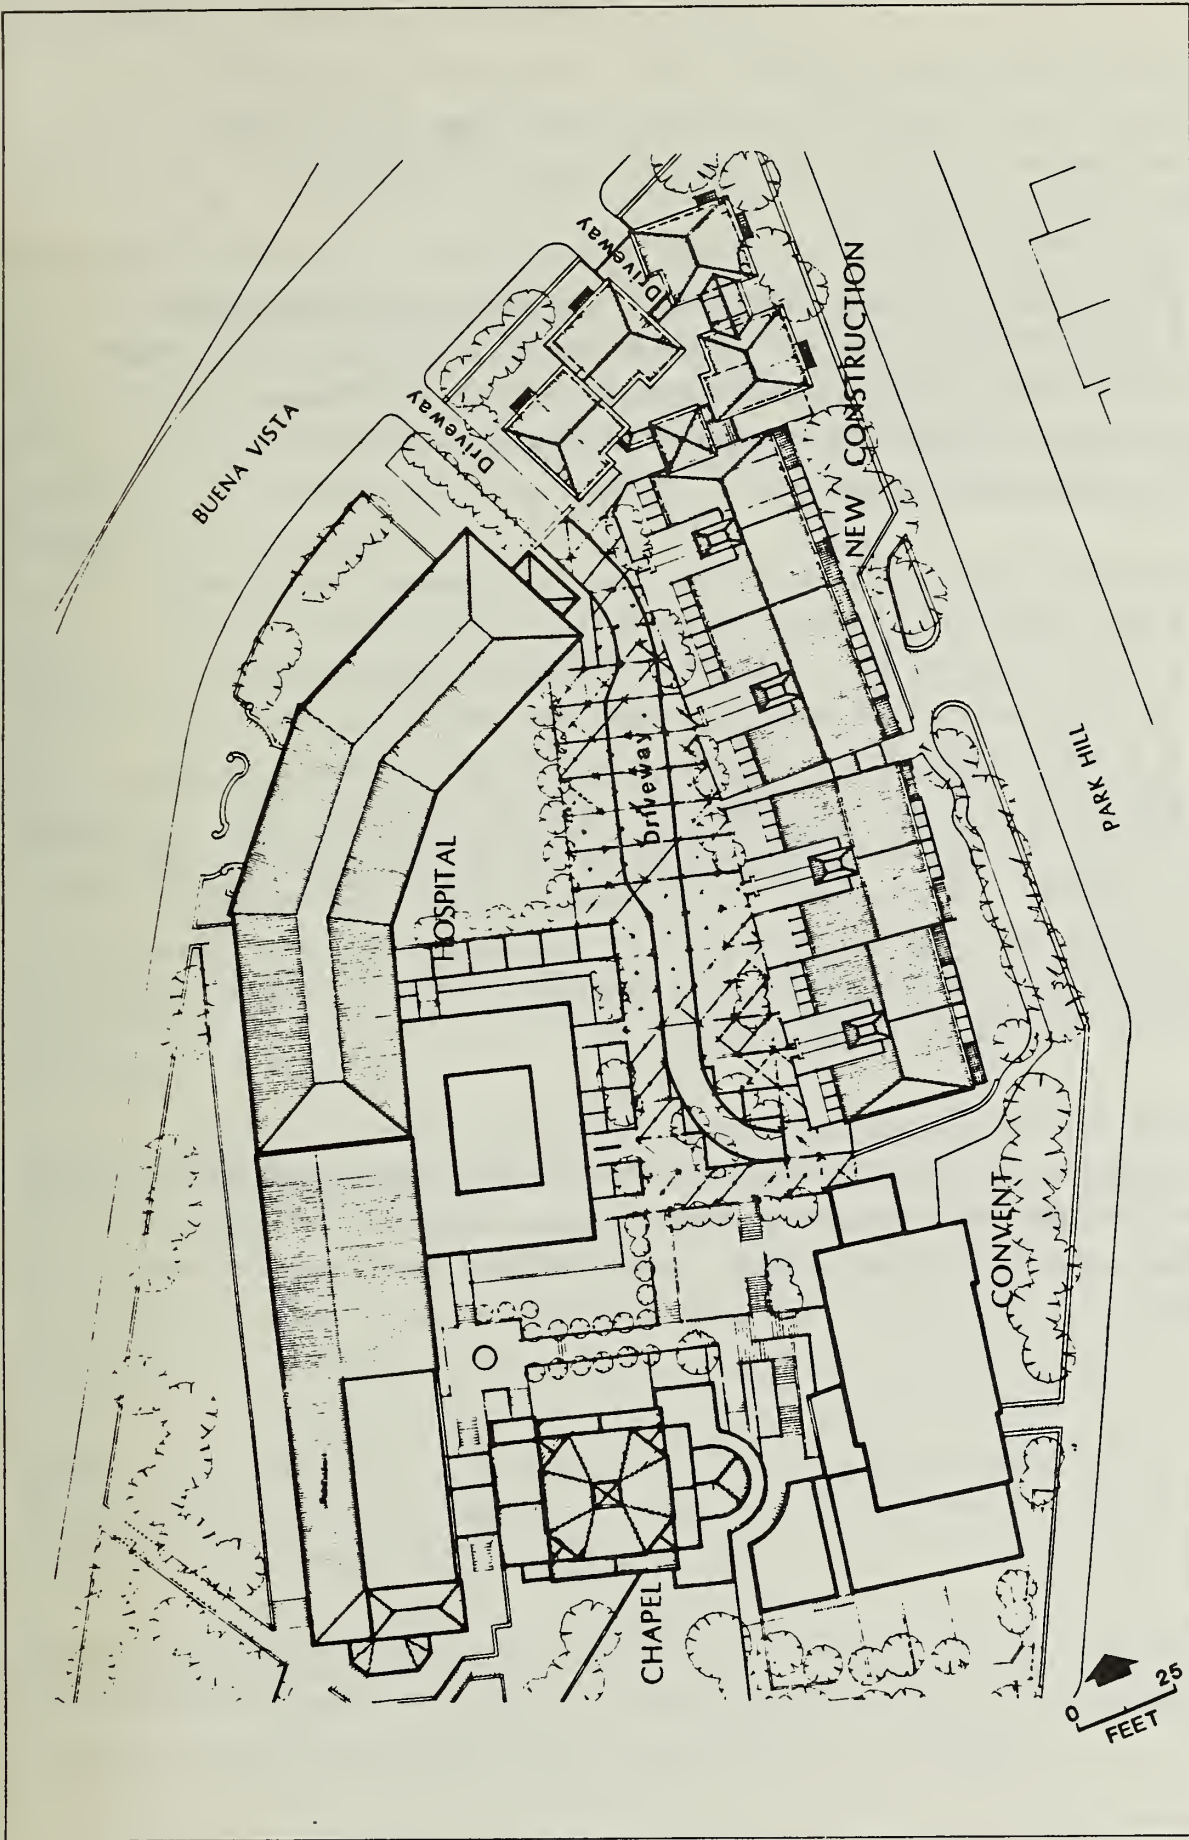 BUENA VISTA
Driveway
Driveway
NEW CONSTRUCTION
HOSPITAL
Driveway
PARK HILL
CONVENT
CHAPEL
0 25
FEET